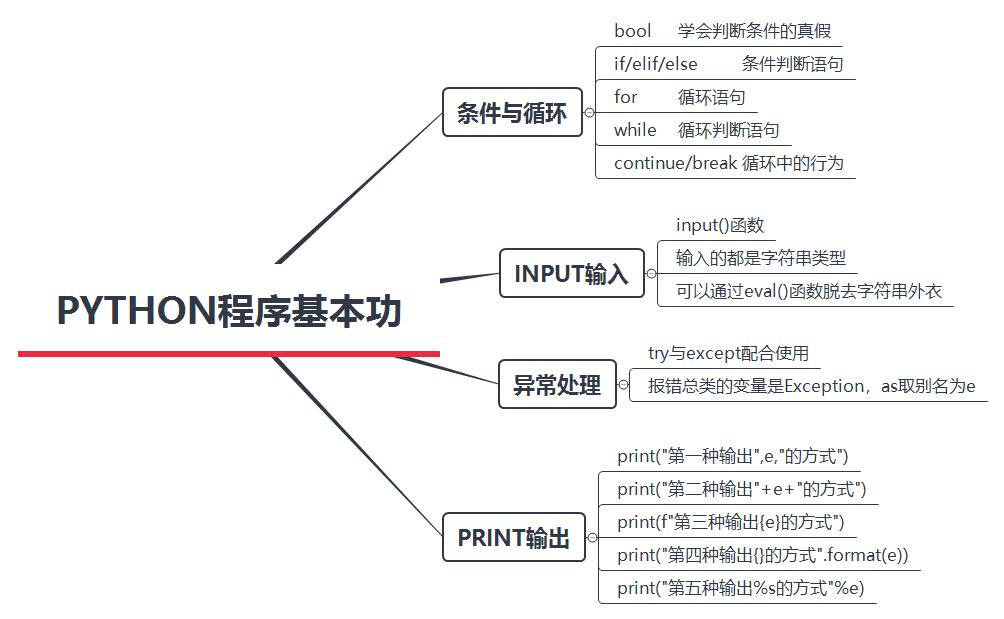 PYTHON程序基本功
条件与循环
bool 学会判断条件的真假
if/elif/else 条件判断语句
for 循环语句
while 循环判断语句
continue/break 循环中的行为
INPUT输入
input()函数
输入的都是字符串类型
可以通过eval()函数脱去字符串外衣
异常处理
try与except配合使用
报错总类的变量是Exception，as取别名为e
PRINT输出
print("第一种输出",e,"的方式")
print("第二种输出"+e+"的方式")
print(f"第三种输出{e}的方式")
print("第四种输出{}的方式".format(e))
print("第五种输出%s的方式"%e)